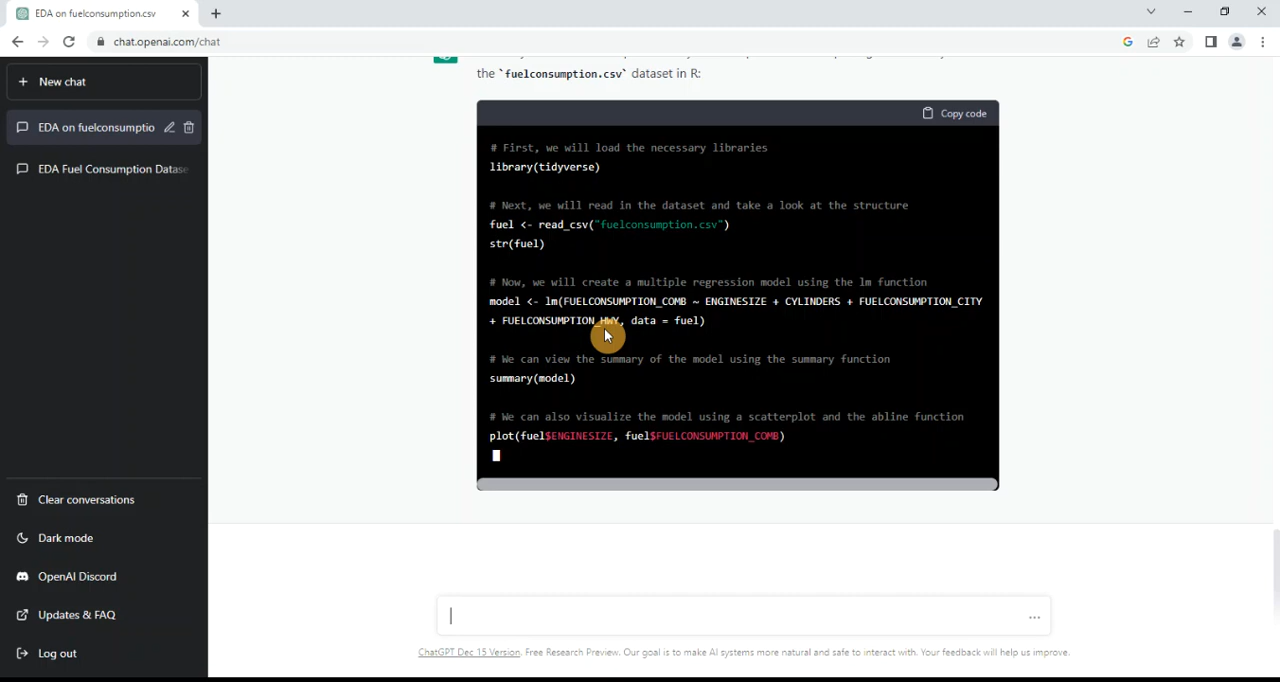 EDA on fuelconsumption.csv
chat.openai.com/chat
New chat
EDA on fuelconsumptio
EDA Fuel Consumption Datase
Clear conversations
Dark mode
OpenAI Discord
Updates & FAQ
Log out
the `fuelconsumption.csv` dataset in R:
Copy code
# First, we will load the necessary libraries
library(tidyverse)
# Next, we will read in the dataset and take a look at the structure
fuel <- read_csv("fuelconsumption.csv")
str(fuel)
# Now, we will create a multiple regression model using the lm function
model <- lm(FUELCONSUMPTION_COMB ~ ENGINESIZE + CYLINDERS + FUELCONSUMPTION_CITY
+ FUELCONSUMPTION_HWY, data = fuel)
# We can view the summary of the model using the summary function
summary(model)
# We can also visualize the model using a scatterplot and the abline function
plot(fuel$ENGINESIZE, fuel$FUELCONSUMPTION_COMB)
ChatGPT Dec 15 Version. Free Research Preview. Our goal is to make AI systems more natural and safe to interact with. Your feedback will help us improve.